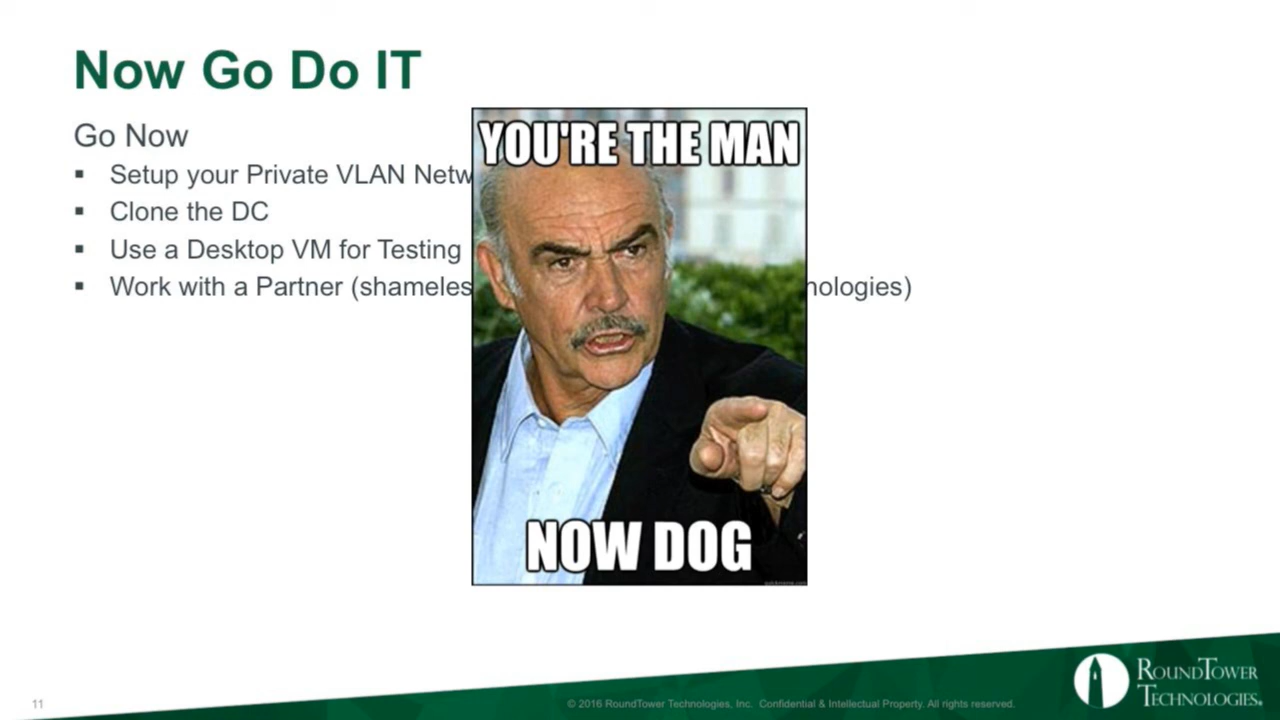 Now Go Do IT
Go Now
▪ Setup your Private VLAN Netw
▪ Clone the DC
▪ Use a Desktop VM for Testing
▪ Work with a Partner (shameles nologies)
YOU'RE THE MAN
NOW DOG
11
© 2016 RoundTower Technologies, Inc. Confidential & Intellectual Property. All rights reserved.
ROUNDTOWER
TECHNOLOGIES®